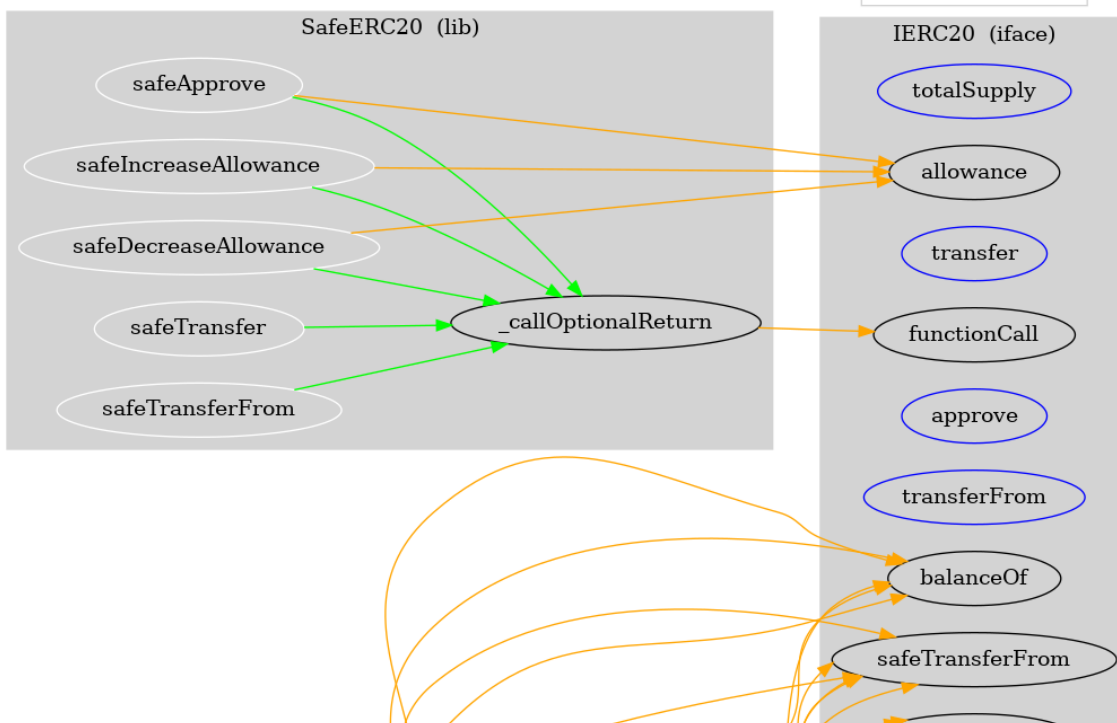 SafeERC20  (lib)
safeApprove
safeIncreaseAllowance
safeDecreaseAllowance
safeTransfer
safeTransferFrom
_callOptionalReturn
IERC20  (iface)
totalSupply
allowance
transfer
functionCall
approve
transferFrom
balanceOf
safeTransferFrom